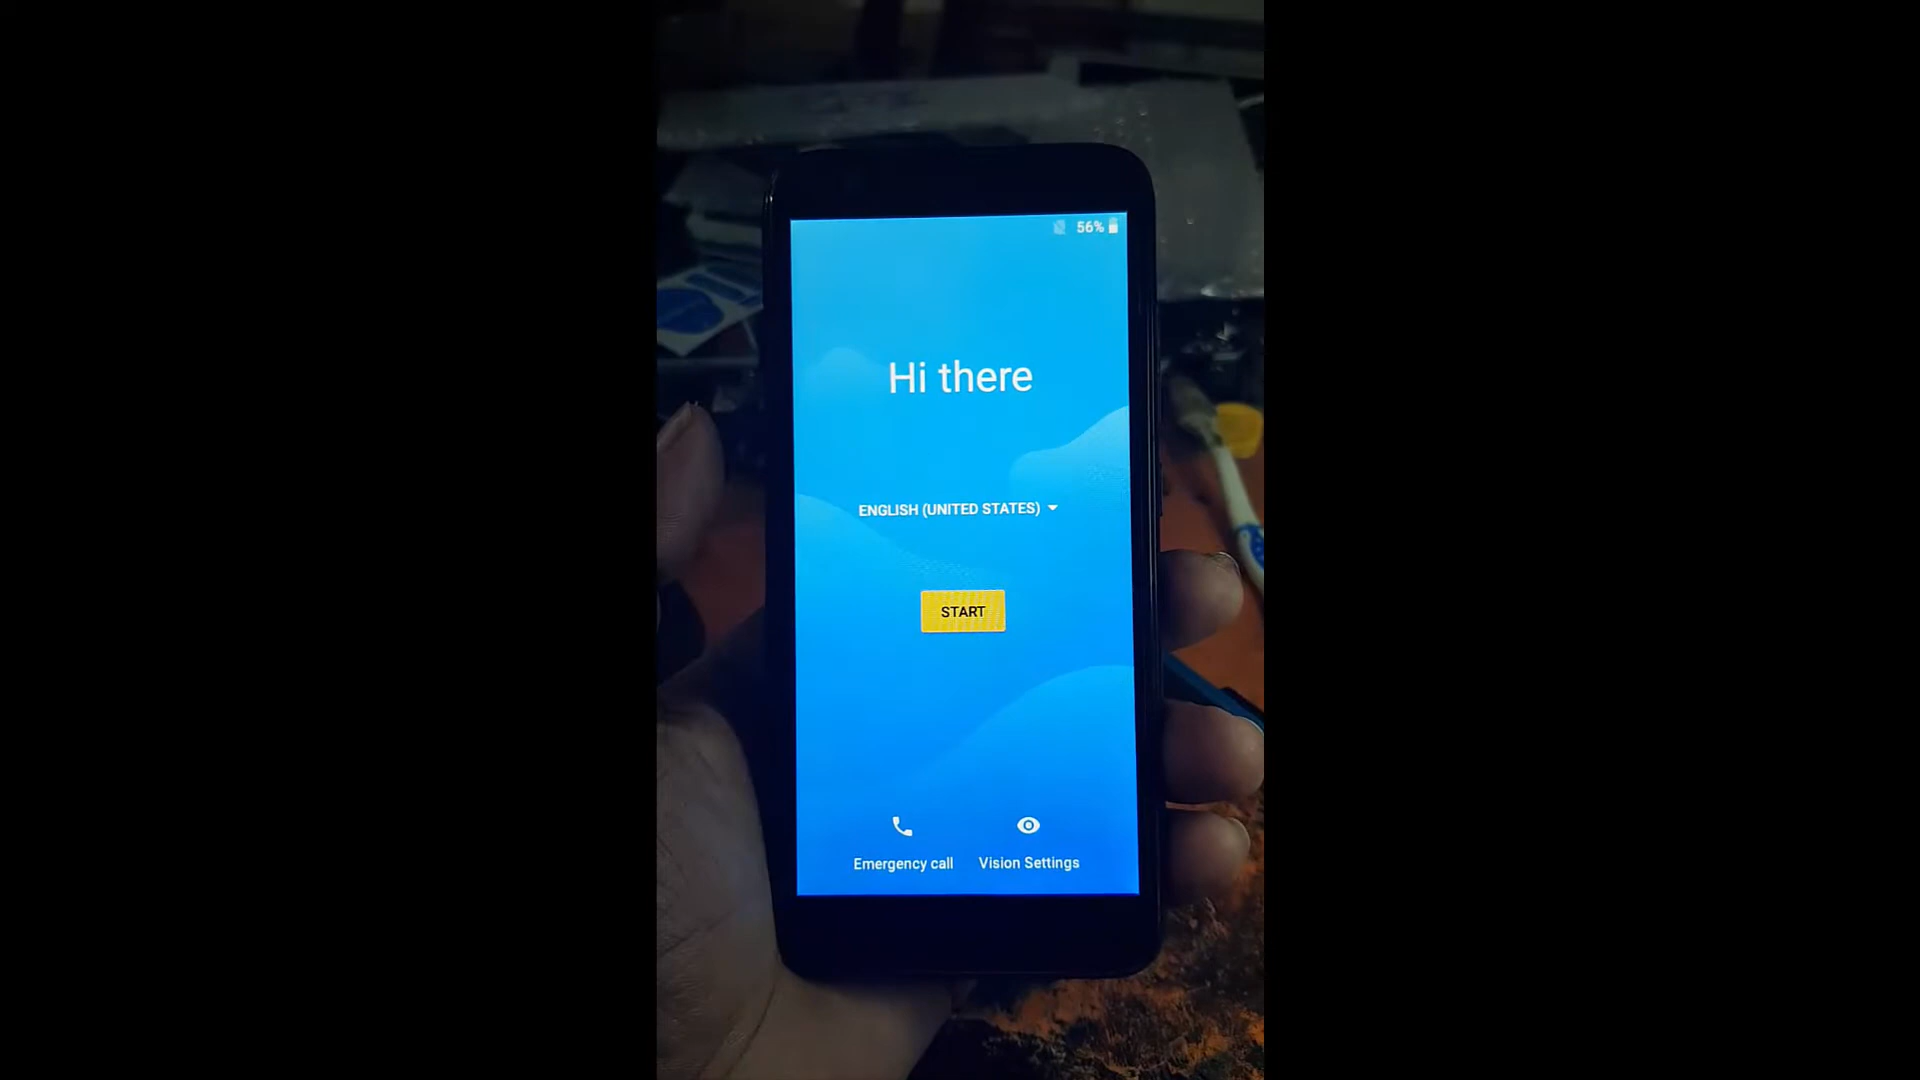 56%
Hi there
ENGLISH (UNITED STATES)
START
Emergency call
Vision Settings